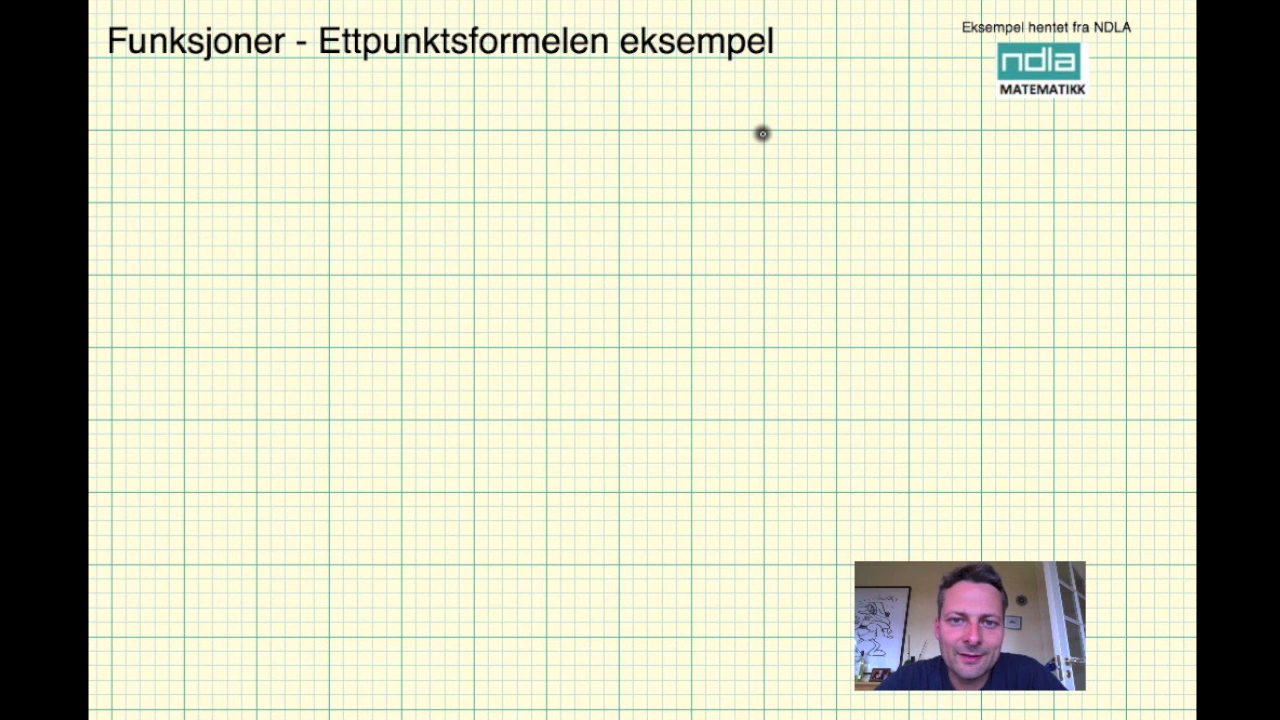 Funksjoner - Ettpunktsformelen eksempel
Eksempel hentet fra NDLA
ndla
MATEMATIKK